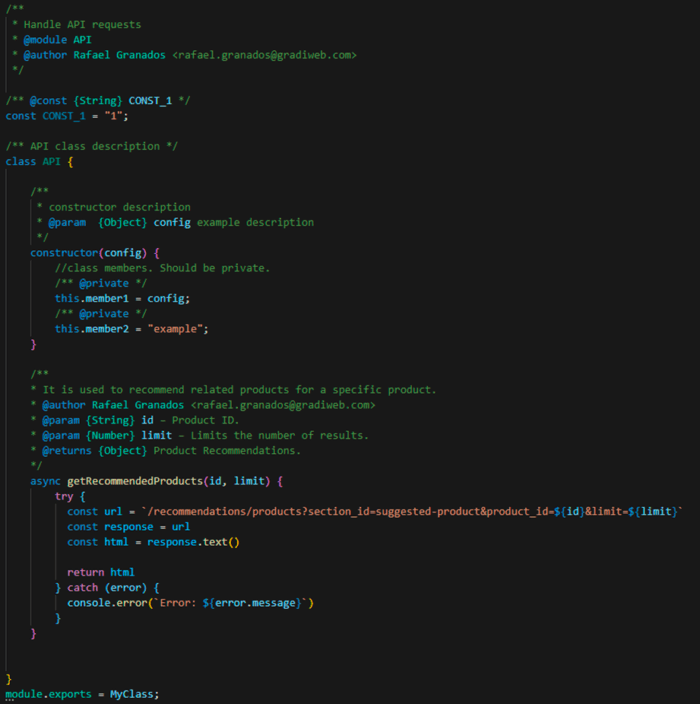 /**
 * Handle API requests
 * @module API
 * @author Rafael Granados <rafael.granados@gradiweb.com>
 */

/** @const {String} CONST_1 */
const CONST_1 = "1";

/** API class description */
class API {

    /**
     * constructor description
     * @param  {Object} config example description
     */
    constructor(config) {
        //class members. Should be private.
        /** @private */
        this.member1 = config;
        /** @private */
        this.member2 = "example";
    }

    /**
    * It is used to recommend related products for a specific product.
    * @author Rafael Granados <rafael.granados@gradiweb.com>
    * @param {String} id – Product ID.
    * @param {Number} limit – Limits the number of results.
    * @returns {Object} Product Recommendations.
    */
    async getRecommendedProducts(id, limit) {
        try {
          const url = `/recommendations/products?section_id=suggested-product&product_id=${id}&limit=${limit}`
          const response = url
          const html = response.text()

          return html
        } catch (error) {
          console.error(`Error: ${error.message}`)
        }
    }


}
module.exports = MyClass;